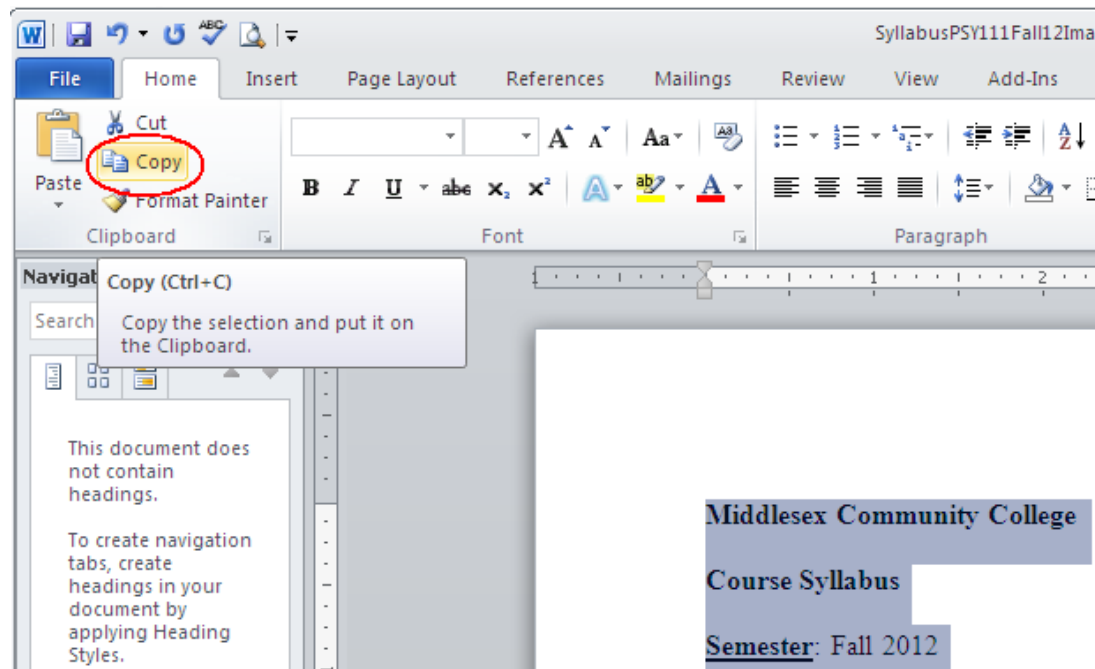 SyllabusPSY111Fall12Ima
File Home Insert Page Layout References Mailings Review View Add-Ins
Cut
Copy
Paste
Format Painter
Clipboard Font Paragraph
Navigat
Copy (Ctrl+C)
Search
Copy the selection and put it on
the Clipboard.
1 1 2
This document does
not contain
headings.
To create navigation
tabs, create
headings in your
document by
applying Heading
Styles.
Middlesex Community College
Course Syllabus
Semester: Fall 2012